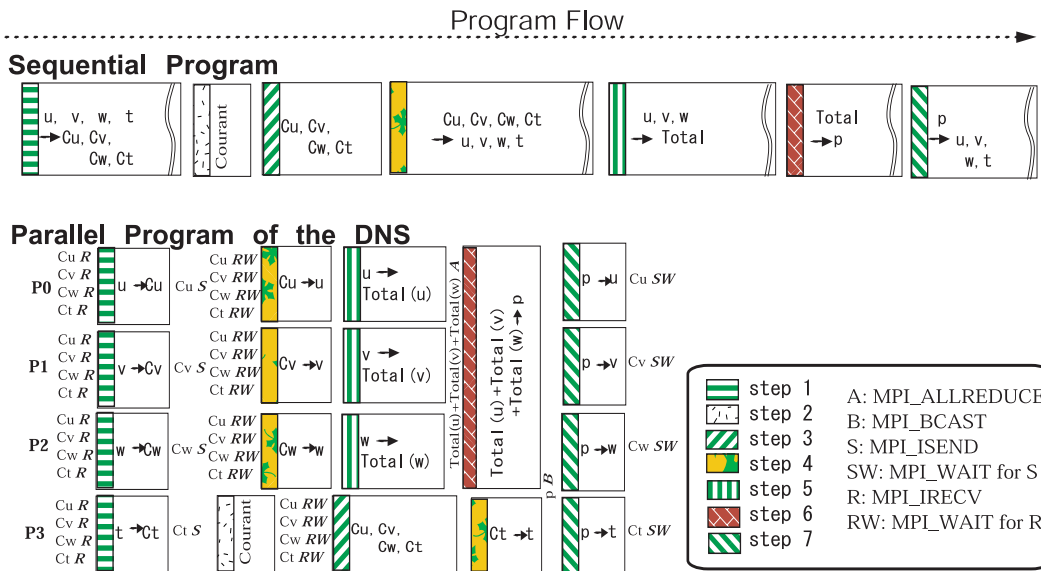 Program Flow
Sequential Program
u, v, w, t
→Cu, Cv,
Cw, Ct
Courant
Cu, Cv,
Cw, Ct
Cu, Cv, Cw, Ct
→ u, v, w, t
u, v, w
→ Total
Total
→ p
p
→ u, v,
w, t
Parallel Program of the DNS
P0
Cu R
Cv R
Cw R
Ct R
u →Cu
Cu S
Cu RW
Cv RW
Cw RW
Ct RW
Cu →u
u →
Total (u)
Total(u)+Total(v)+Total(w) A
Total (u)+Total (v)
+Total (w)→p
p →u
Cu SW
P1
Cu R
Cv R
Cw R
Ct R
v →Cv
Cv S
Cu RW
Cv RW
Cw RW
Ct RW
Cv →v
v →
Total (v)
p →v
Cv SW
P2
Cu R
Cv R
Cw R
Ct R
w →Cw
Cw S
Cu RW
Cv RW
Cw RW
Ct RW
Cw →w
w →
Total (w)
p B
p →w
Cw SW
P3
Cu R
Cv R
Cw R
Ct R
t →Ct
Ct S
Courant
Cu RW
Cv RW
Cw RW
Ct RW
Cu, Cv,
Cw, Ct
Ct →t
p →t
Ct SW
step 1
step 2
step 3
step 4
step 5
step 6
step 7
A: MPI_ALLREDUCE
B: MPI_BCAST
S: MPI_ISEND
SW: MPI_WAIT for S
R: MPI_IRECV
RW: MPI_WAIT for R